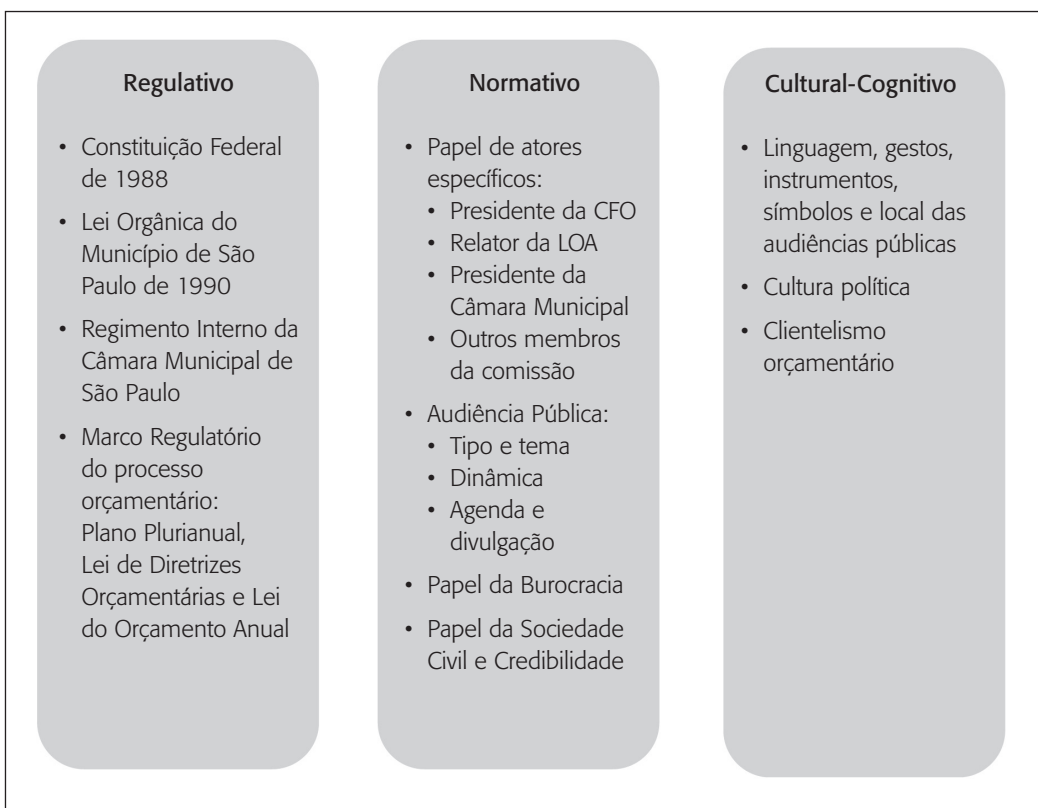 Regulativo
• Constituição Federal
de 1988
• Lei Orgânica do
Município de São
Paulo de 1990
• Regimento Interno da
Câmara Municipal de
São Paulo
• Marco Regulatório
do processo
orçamentário:
Plano Plurianual,
Lei de Diretrizes
Orçamentárias e Lei
do Orçamento Anual
Normativo
• Papel de atores
específicos:
• Presidente da CFO
• Relator da LOA
• Presidente da
Câmara Municipal
• Outros membros
da comissão
• Audiência Pública:
• Tipo e tema
• Dinâmica
• Agenda e
divulgação
• Papel da Burocracia
• Papel da Sociedade
Civil e Credibilidade
Cultural-Cognitivo
• Linguagem, gestos,
instrumentos,
símbolos e local das
audiências públicas
• Cultura política
• Clientelismo
orçamentário